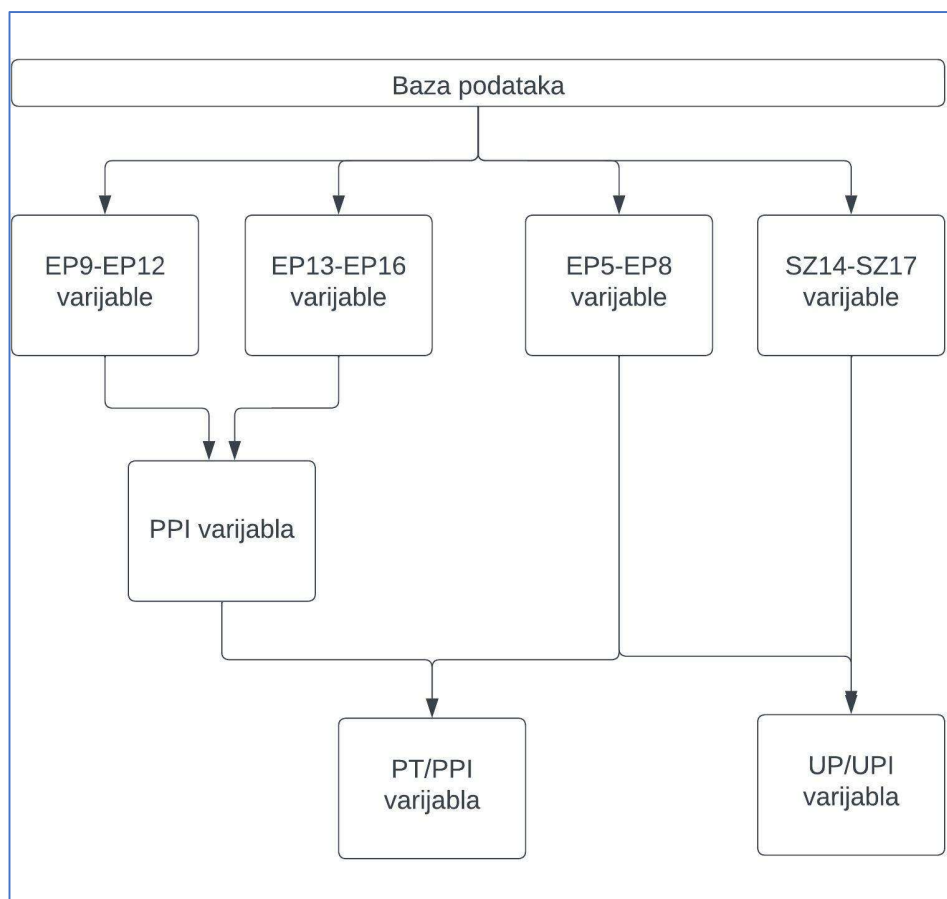 Baza podataka
EP9-EP12
varijable
EP13-EP16
varijable
EP5-EP8
varijable
SZ14-SZ17
varijable
PPI varijabla
PT/PPI
varijabla
UP/UPI
varijabla